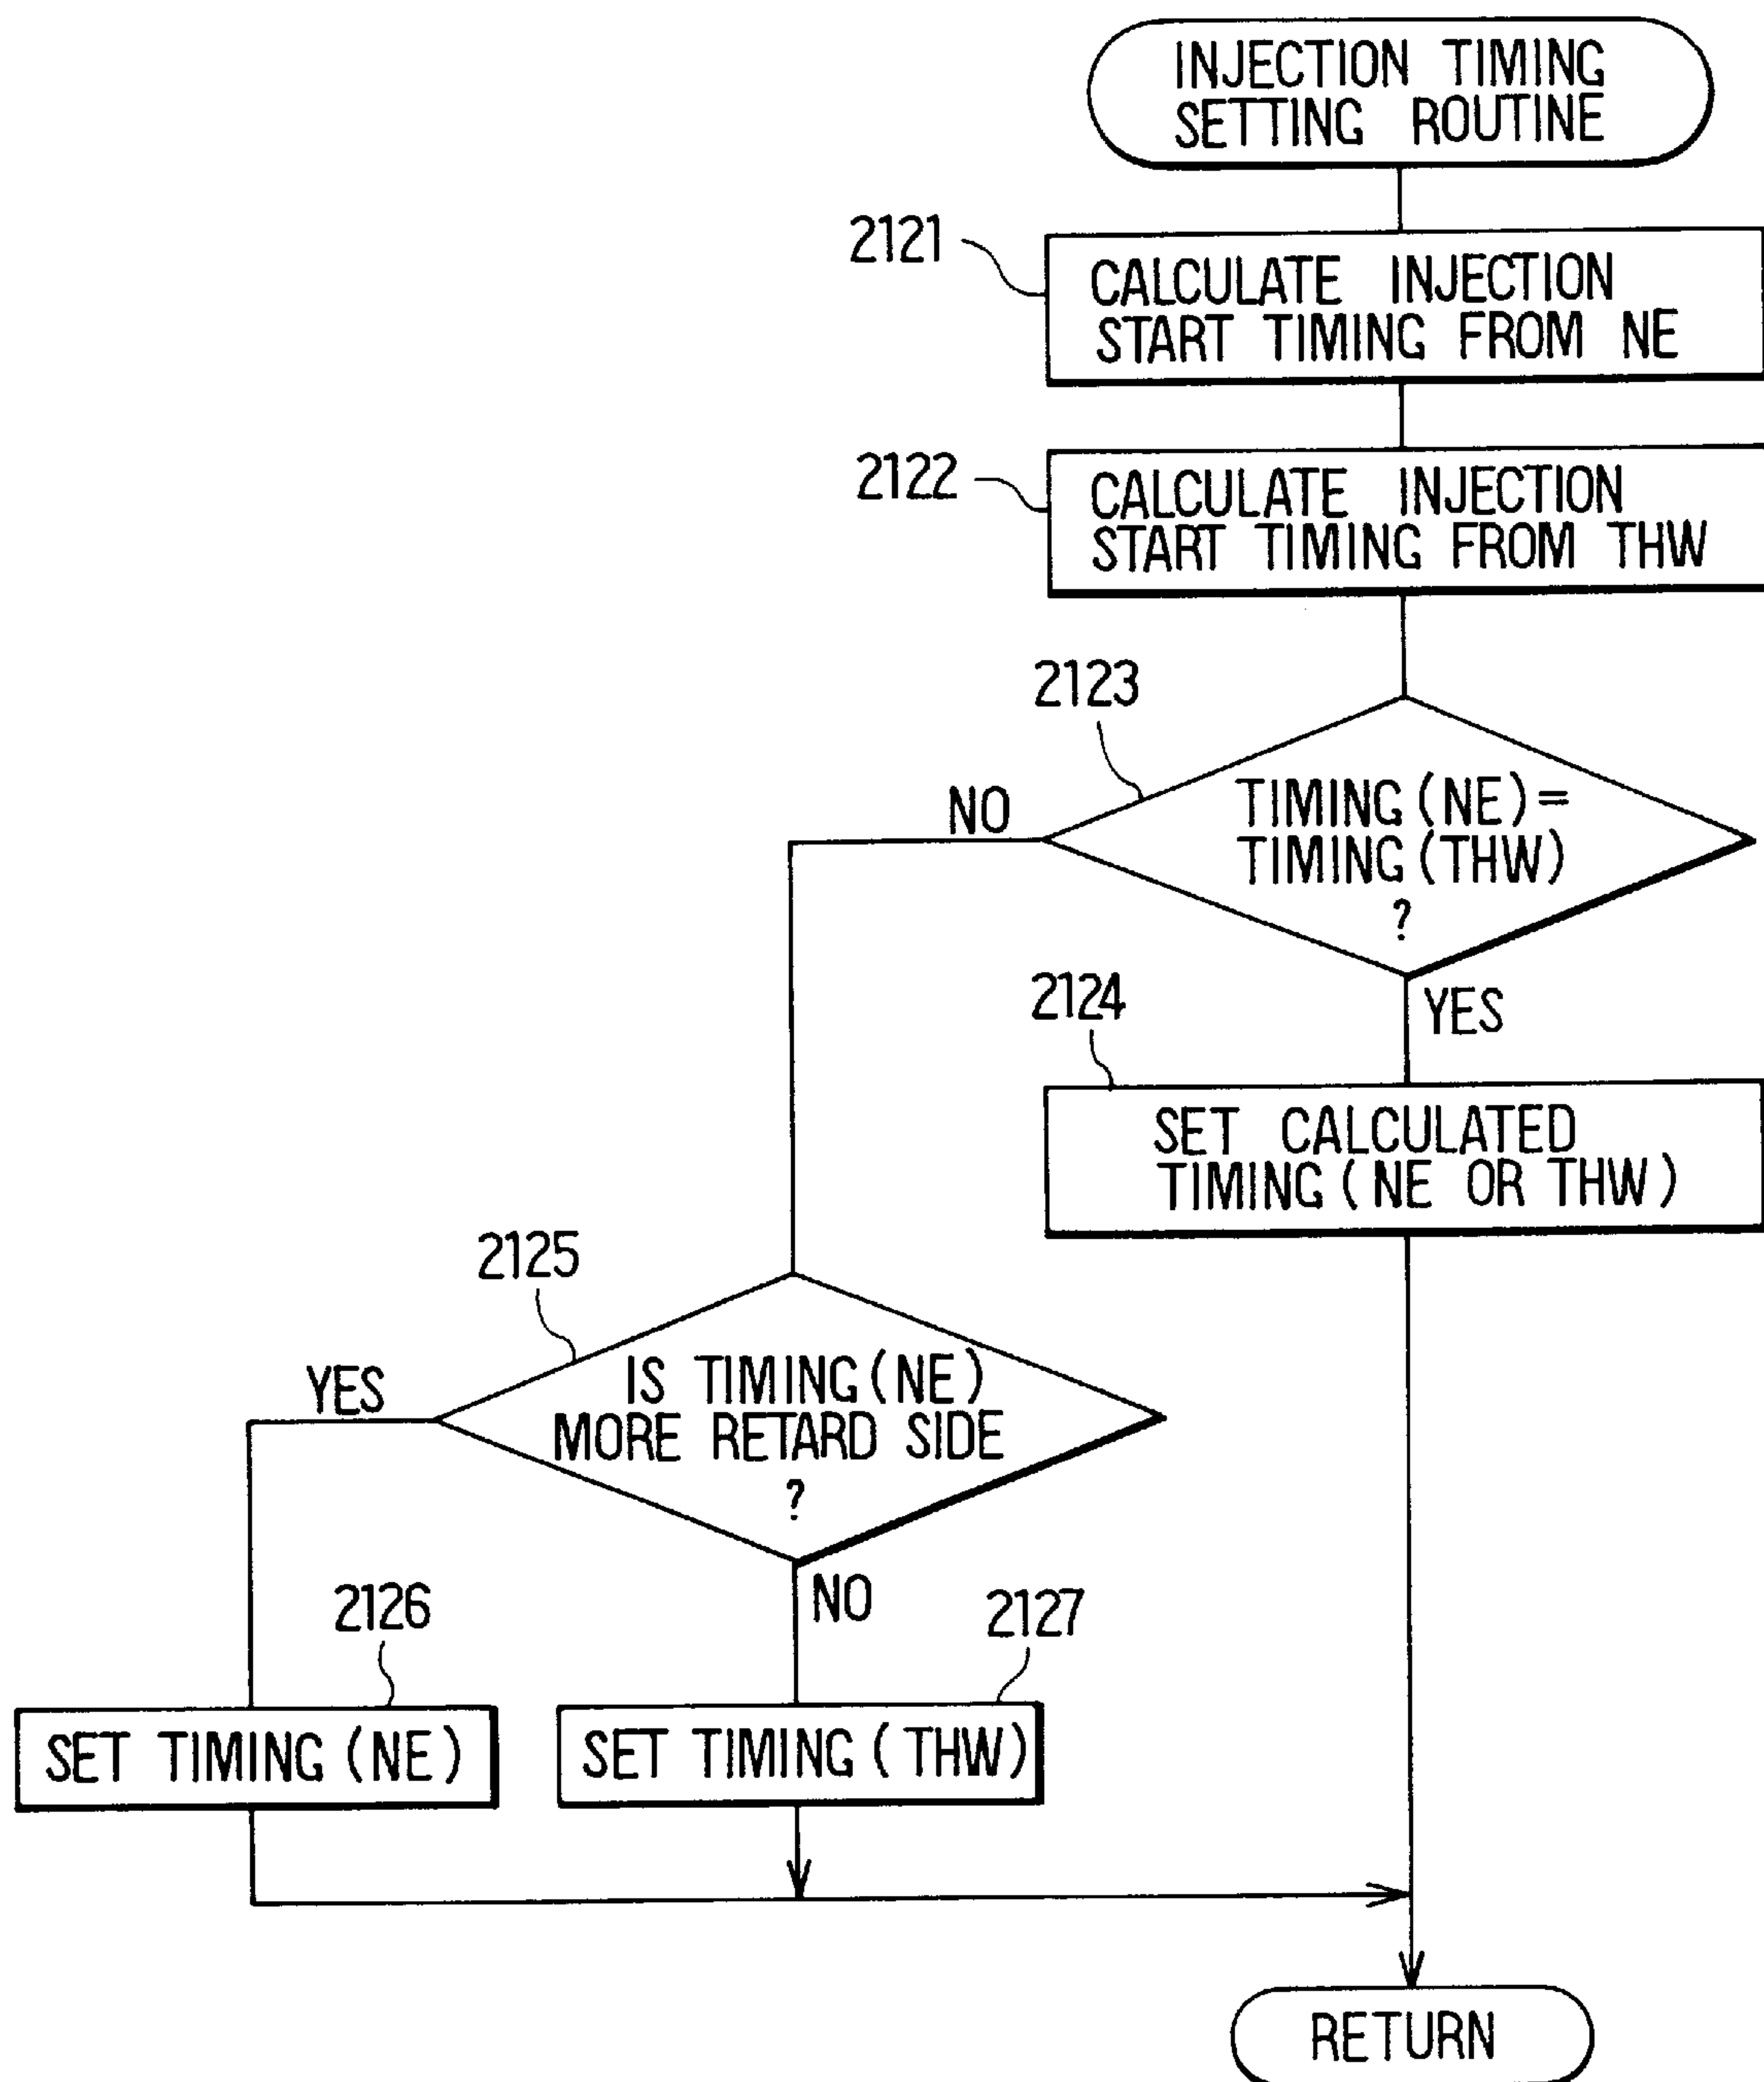 INJECTION TIMING
SETTING ROUTINE
2121
CALCULATE INJECTION
START TIMING FROM NE
2122
CALCULATE INJECTION
START TIMING FROM THW
2123
NO
TIMING (NE) =
TIMING (THW)
?
2124
YES
SET CALCULATED
TIMING (NE OR THW)
2125
YES
IS TIMING (NE)
MORE RETARD SIDE
?
NO
2126
2127
SET TIMING (NE)
SET TIMING (THW)
RETURN